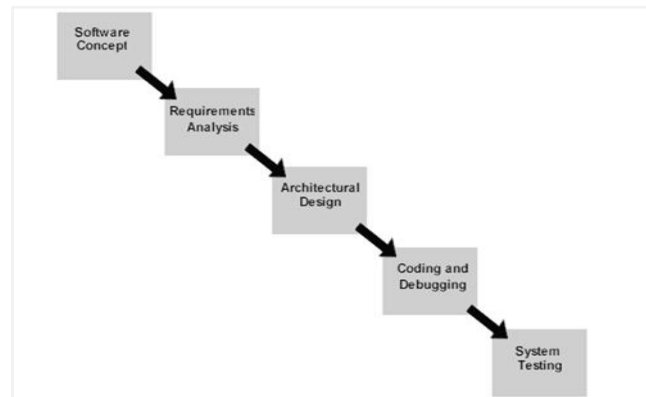 Software
Concept
Requirements
Analysis
Architectural
Design
Coding and
Debugging
System
Testing